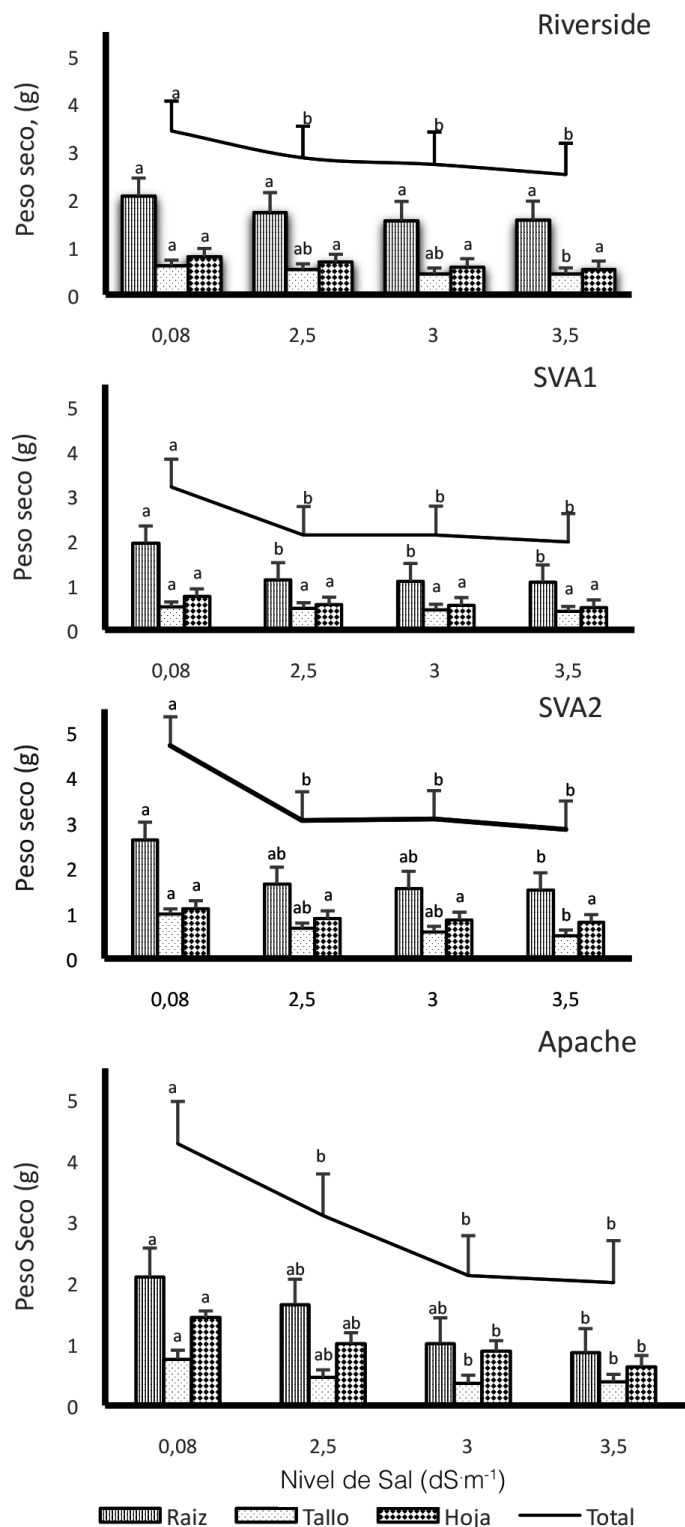 Riverside
Peso seco, (g)
5
4
3
2
1
0
a b b b
a a a a
a a ab a ab a b a
0,08 2,5 3 3,5
SVA1
Peso seco (g)
5
4
3
2
1
0
a b b b
a b b b
a a a a a a a a
0,08 2,5 3 3,5
SVA2
Peso seco (g)
5
4
3
2
1
0
a b b b
a ab ab b
a a ab a ab a b a
0,08 2,5 3 3,5
Apache
Peso Seco (g)
5
4
3
2
1
0
a b b b
a ab ab b
a a ab ab b b b b
0,08 2,5 3 3,5
Nivel de Sal (dS·m⁻¹)
Raiz Tallo Hoja Total